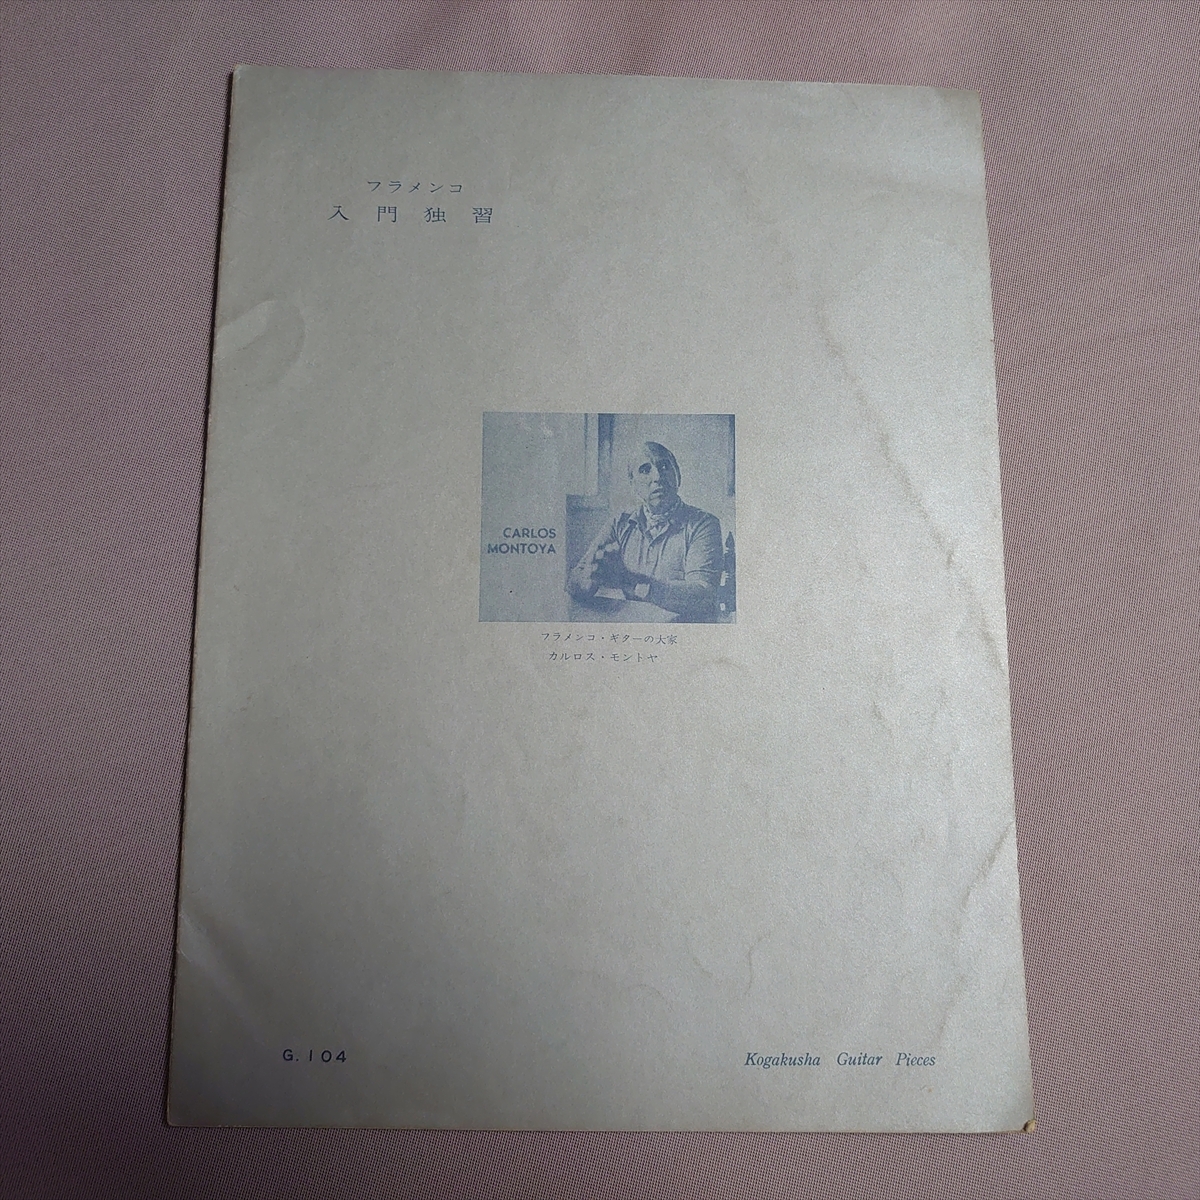 フラメンコ
入門独習
CARLOS
MONTOYA
フラメンコ・ギターの大家
カルロス・モントヤ
G. 104
Kogakusha Guitar Pieces